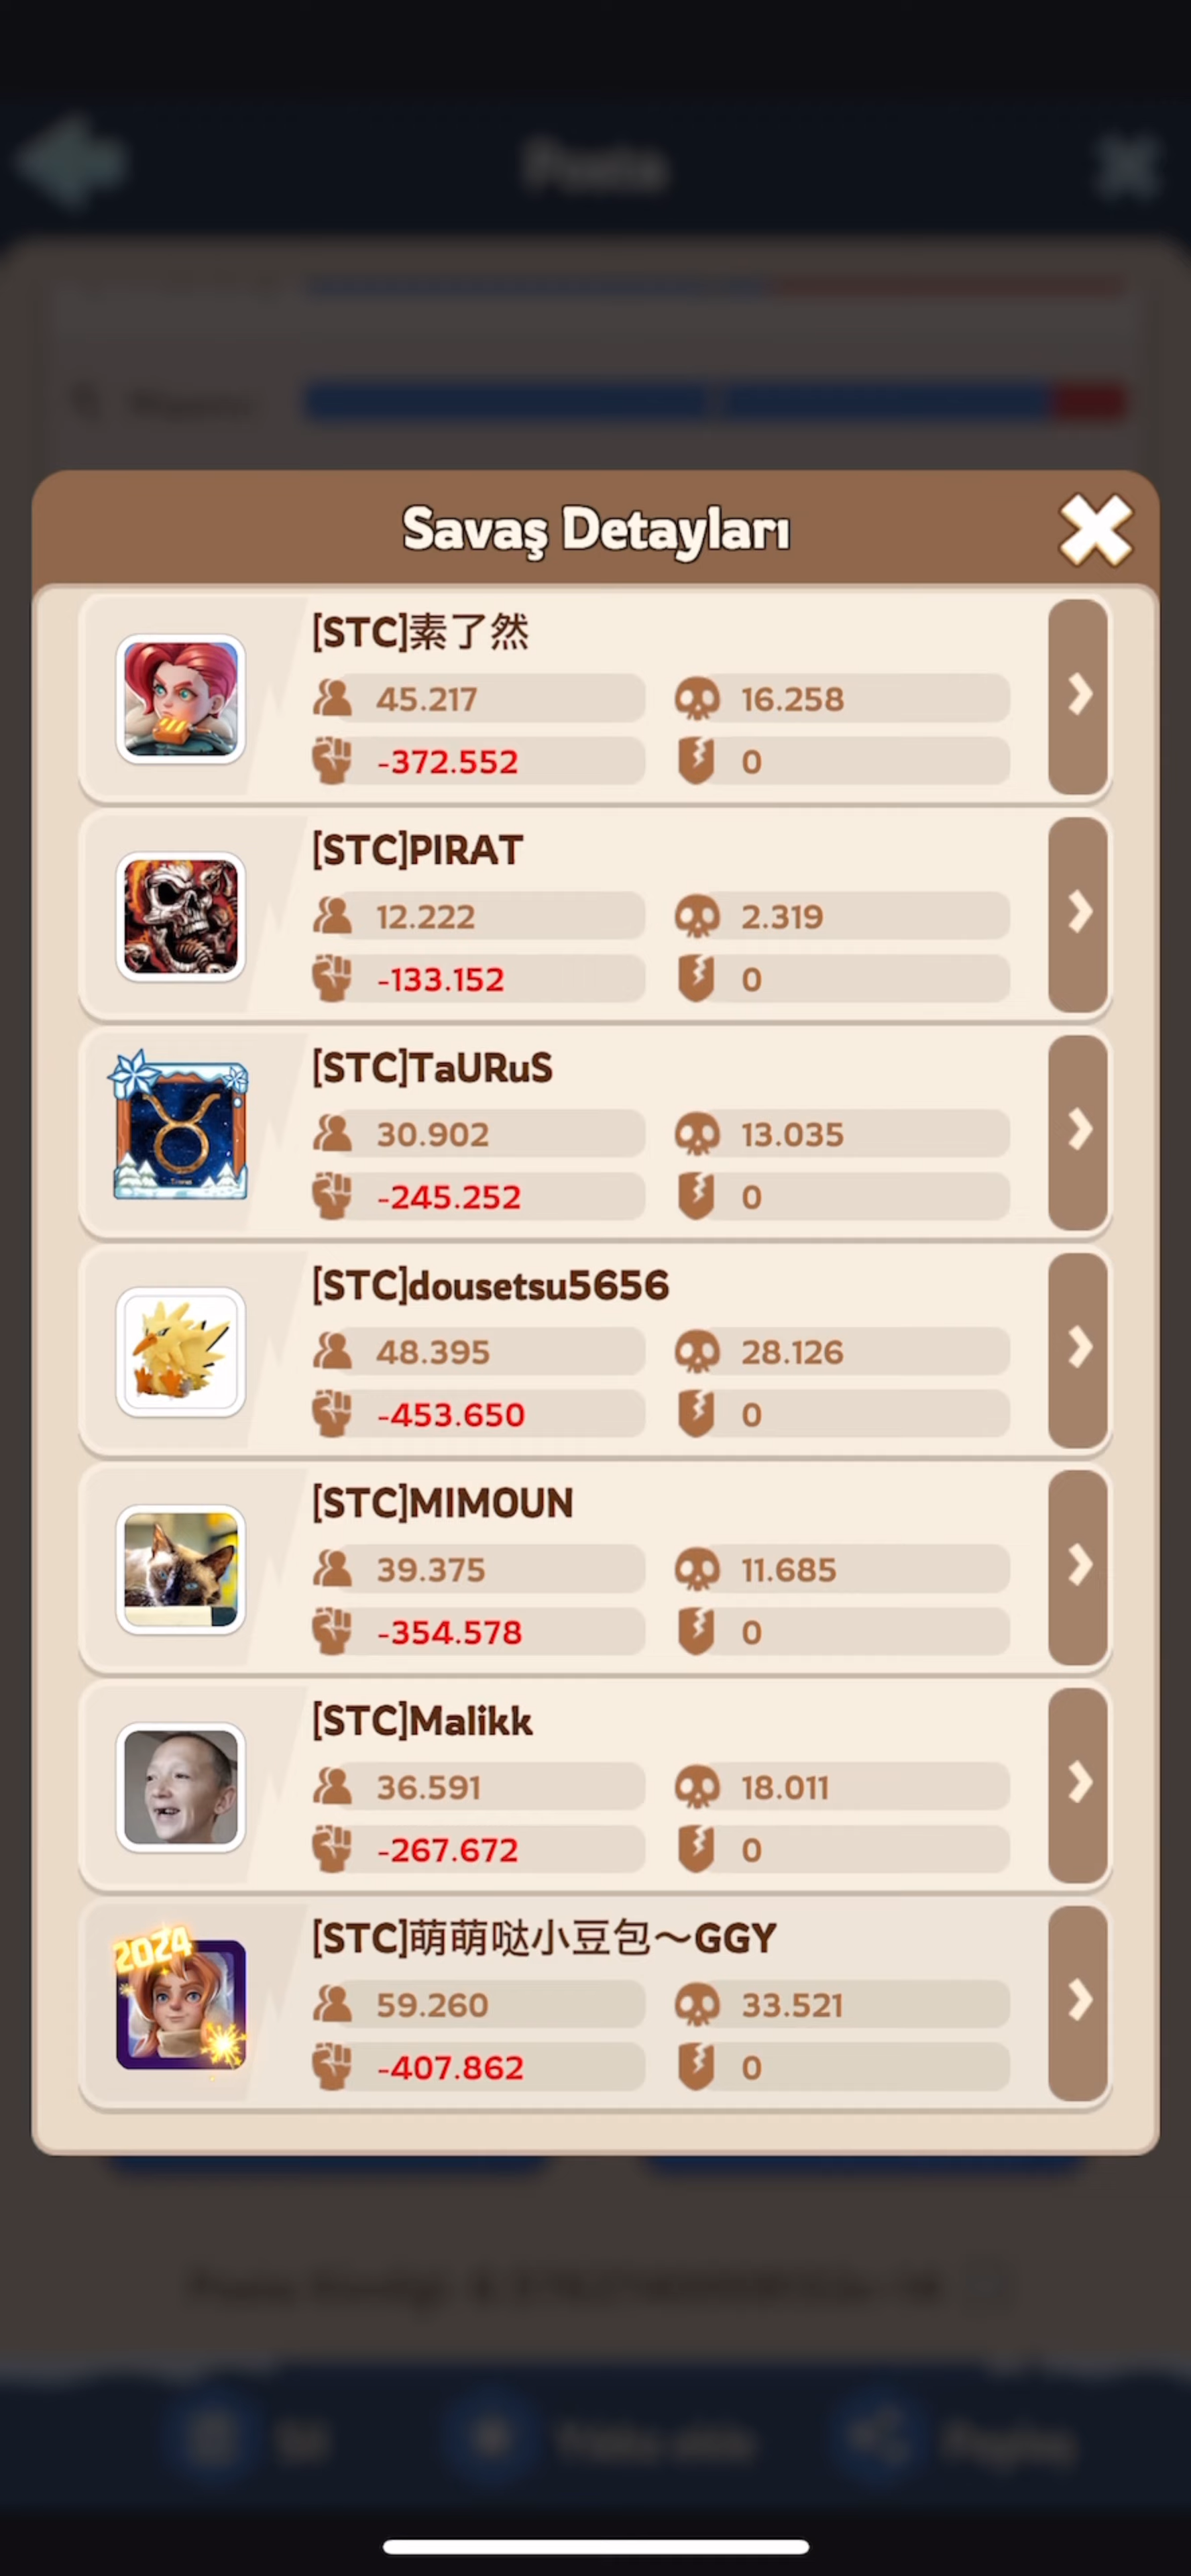 Posta
Savaş Detayları
[STC]素了然
45.217 16.258
-372.552 0
[STC]PIRAT
12.222 2.319
-133.152 0
[STC]TaURuS
30.902 13.035
-245.252 0
[STC]dousetsu5656
48.395 28.126
-453.650 0
[STC]MIMOUN
39.375 11.685
-354.578 0
[STC]Malikk
36.591 18.011
-267.672 0
2024
[STC]萌萌哒小豆包～GGY
59.260 33.521
-407.862 0